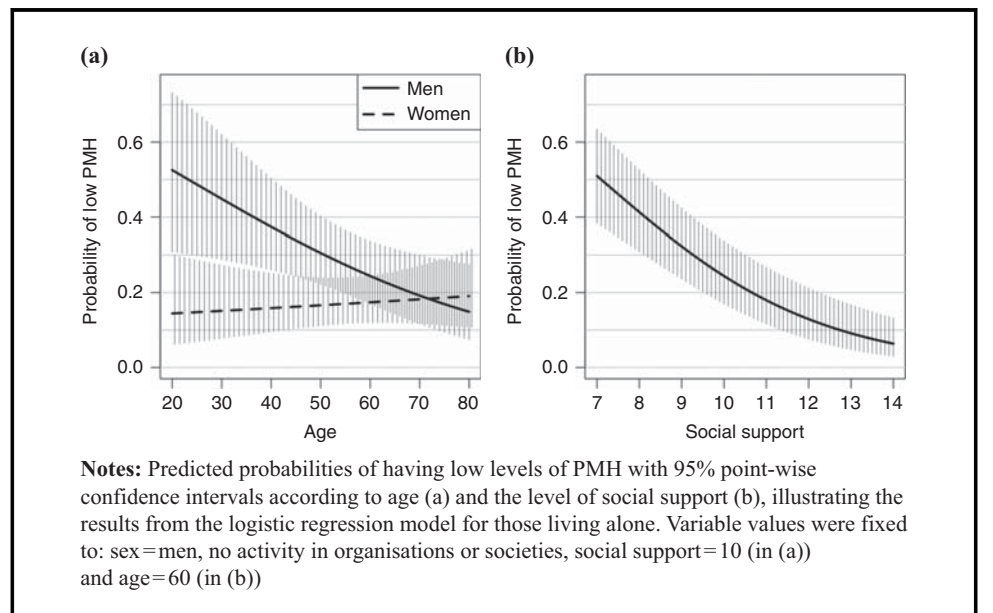 (a)
Men
Women
Probability of low PMH
0.6
0.4
0.2
0.0
20 30 40 50 60 70 80
Age
(b)
Probability of low PMH
0.6
0.4
0.2
0.0
7 8 9 10 11 12 13 14
Social support
Notes: Predicted probabilities of having low levels of PMH with 95% point-wise
confidence intervals according to age (a) and the level of social support (b), illustrating the
results from the logistic regression model for those living alone. Variable values were fixed
to: sex=men, no activity in organisations or societies, social support=10 (in (a))
and age=60 (in (b))